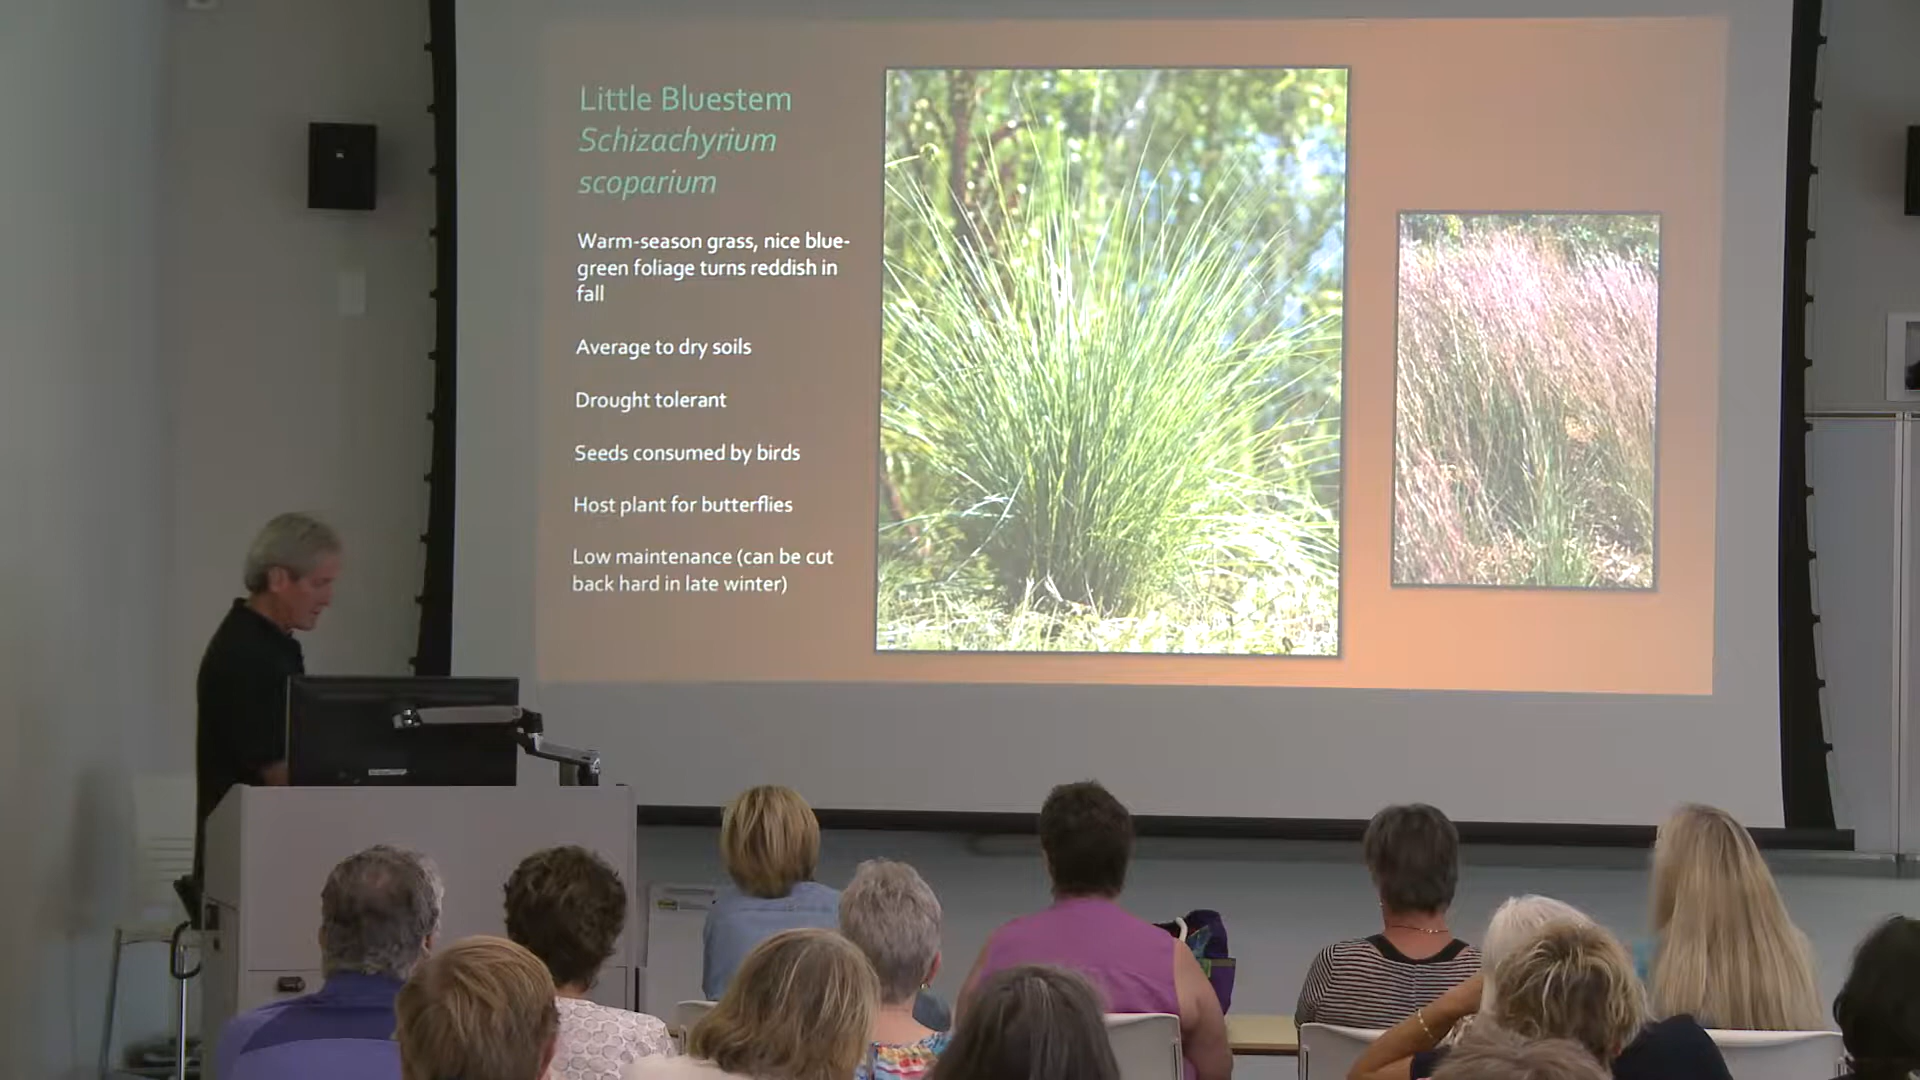 Little Bluestem
Schizachyrium
scoparium
Warm-season grass, nice blue-
green foliage turns reddish in
fall
Average to dry soils
Drought tolerant
Seeds consumed by birds
Host plant for butterflies
Low maintenance (can be cut
back hard in late winter)